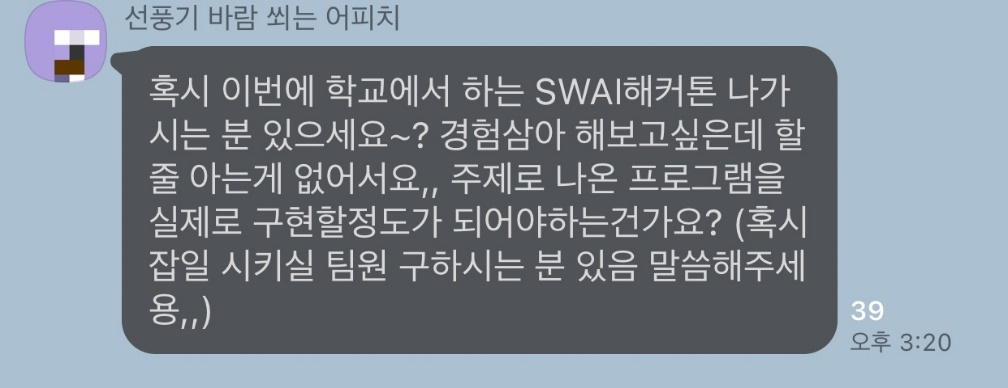 선풍기 바람 쐬는 어피치
혹시 이번에 학교에서 하는 SWAI해커톤 나가
시는 분 있으세요~? 경험삼아 해보고싶은데 할
줄 아는게 없어서요,, 주제로 나온 프로그램을
실제로 구현할정도가 되어야하는건가요? (혹시
잡일 시키실 팀원 구하시는 분 있음 말씀해주세
용,,)
39
오후 3:20